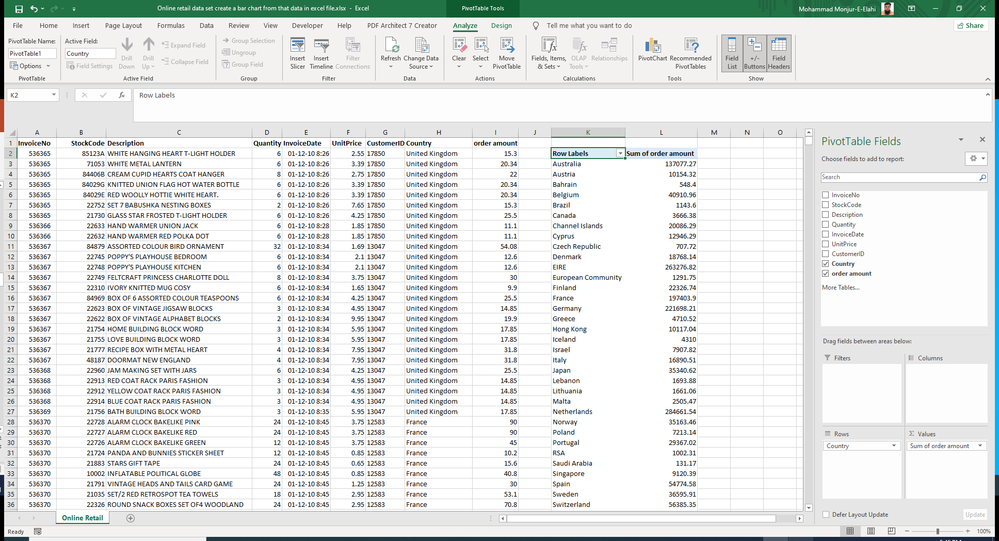 Online retail data set create a bar chart from that data in excel file.xlsx - Excel
PivotTable Tools
Mohammad Monjur-E-Elahi
File Home Insert Page Layout Formulas Data Review View Developer Help PDF Architect 7 Creator Analyze Design Tell me what you want to do Share
PivotTable Name:
PivotTable1
Options
PivotTable
Active Field:
Country
Field Settings
Drill Down
Drill Up
Expand Field
Collapse Field
Active Field
Group Selection
Ungroup
Group Field
Group
Insert Slicer
Insert Timeline
Filter Connections
Filter
Refresh
Change Data Source
Data
Clear
Select
Move PivotTable
Actions
Fields, Items, & Sets
OLAP Tools
Relationships
Calculations
PivotChart
Recommended PivotTables
Tools
Field List
+/- Buttons
Field Headers
Show
K2
fx
Row Labels
A B C D E F G H I J K L M N O
1 InvoiceNo StockCode Description Quantity InvoiceDate UnitPrice CustomerID Country order amount
2 536365 85123A WHITE HANGING HEART T-LIGHT HOLDER 6 01-12-10 8:26 2.55 17850 United Kingdom 15.3 Row Labels Sum of order amount
3 536365 71053 WHITE METAL LANTERN 6 01-12-10 8:26 3.39 17850 United Kingdom 20.34 Australia 137077.27
4 536365 84406B CREAM CUPID HEARTS COAT HANGER 8 01-12-10 8:26 2.75 17850 United Kingdom 22 Austria 10154.32
5 536365 84029G KNITTED UNION FLAG HOT WATER BOTTLE 6 01-12-10 8:26 3.39 17850 United Kingdom 20.34 Bahrain 548.4
6 536365 84029E RED WOOLLY HOTTIE WHITE HEART. 6 01-12-10 8:26 3.39 17850 United Kingdom 20.34 Belgium 40910.96
7 536365 22752 SET 7 BABUSHKA NESTING BOXES 2 01-12-10 8:26 7.65 17850 United Kingdom 15.3 Brazil 1143.6
8 536365 21730 GLASS STAR FROSTED T-LIGHT HOLDER 6 01-12-10 8:26 4.25 17850 United Kingdom 25.5 Canada 3666.38
9 536366 22633 HAND WARMER UNION JACK 6 01-12-10 8:28 1.85 17850 United Kingdom 11.1 Channel Islands 20086.29
10 536366 22632 HAND WARMER RED POLKA DOT 6 01-12-10 8:28 1.85 17850 United Kingdom 11.1 Cyprus 12946.29
11 536367 84879 ASSORTED COLOUR BIRD ORNAMENT 32 01-12-10 8:34 1.69 13047 United Kingdom 54.08 Czech Republic 707.72
12 536367 22745 POPPY'S PLAYHOUSE BEDROOM 6 01-12-10 8:34 2.1 13047 United Kingdom 12.6 Denmark 18768.14
13 536367 22748 POPPY'S PLAYHOUSE KITCHEN 6 01-12-10 8:34 2.1 13047 United Kingdom 12.6 EIRE 263276.82
14 536367 22749 FELTCRAFT PRINCESS CHARLOTTE DOLL 8 01-12-10 8:34 3.75 13047 United Kingdom 30 European Community 1291.75
15 536367 22310 IVORY KNITTED MUG COSY 6 01-12-10 8:34 1.65 13047 United Kingdom 9.9 Finland 22326.74
16 536367 84969 BOX OF 6 ASSORTED COLOUR TEASPOONS 6 01-12-10 8:34 4.25 13047 United Kingdom 25.5 France 197403.9
17 536367 22623 BOX OF VINTAGE JIGSAW BLOCKS 3 01-12-10 8:34 4.95 13047 United Kingdom 14.85 Germany 221698.21
18 536367 22622 BOX OF VINTAGE ALPHABET BLOCKS 2 01-12-10 8:34 9.95 13047 United Kingdom 19.9 Greece 4710.52
19 536367 21754 HOME BUILDING BLOCK WORD 3 01-12-10 8:34 5.95 13047 United Kingdom 17.85 Hong Kong 10117.04
20 536367 21755 LOVE BUILDING BLOCK WORD 3 01-12-10 8:34 5.95 13047 United Kingdom 17.85 Iceland 4310
21 536367 21777 RECIPE BOX WITH METAL HEART 4 01-12-10 8:34 7.95 13047 United Kingdom 31.8 Israel 7907.82
22 536367 48187 DOORMAT NEW ENGLAND 4 01-12-10 8:34 7.95 13047 United Kingdom 31.8 Italy 16890.51
23 536368 22960 JAM MAKING SET WITH JARS 6 01-12-10 8:34 4.25 13047 United Kingdom 25.5 Japan 35340.62
24 536368 22913 RED COAT RACK PARIS FASHION 3 01-12-10 8:34 4.95 13047 United Kingdom 14.85 Lebanon 1693.88
25 536368 22912 YELLOW COAT RACK PARIS FASHION 3 01-12-10 8:34 4.95 13047 United Kingdom 14.85 Lithuania 1661.06
26 536368 22914 BLUE COAT RACK PARIS FASHION 3 01-12-10 8:34 4.95 13047 United Kingdom 14.85 Malta 2505.47
27 536369 21756 BATH BUILDING BLOCK WORD 3 01-12-10 8:35 5.95 13047 United Kingdom 17.85 Netherlands 284661.54
28 536370 22728 ALARM CLOCK BAKELIKE PINK 24 01-12-10 8:45 3.75 12583 France 90 Norway 35163.46
29 536370 22727 ALARM CLOCK BAKELIKE RED 24 01-12-10 8:45 3.75 12583 France 90 Poland 7213.14
30 536370 22726 ALARM CLOCK BAKELIKE GREEN 12 01-12-10 8:45 3.75 12583 France 45 Portugal 29367.02
31 536370 21724 PANDA AND BUNNIES STICKER SHEET 12 01-12-10 8:45 0.85 12583 France 10.2 RSA 1002.31
32 536370 21883 STARS GIFT TAPE 24 01-12-10 8:45 0.65 12583 France 15.6 Saudi Arabia 131.17
33 536370 10002 INFLATABLE POLITICAL GLOBE 48 01-12-10 8:45 0.85 12583 France 40.8 Singapore 9120.39
34 536370 21791 VINTAGE HEADS AND TAILS CARD GAME 24 01-12-10 8:45 1.25 12583 France 30 Spain 54774.58
35 536370 21035 SET/2 RED RETROSPOT TEA TOWELS 18 01-12-10 8:45 2.95 12583 France 53.1 Sweden 36595.91
36 536370 22326 ROUND SNACK BOXES SET OF4 WOODLAND 24 01-12-10 8:45 2.95 12583 France 70.8 Switzerland 56385.35
PivotTable Fields
Choose fields to add to report:
Search
InvoiceNo
StockCode
Description
Quantity
InvoiceDate
UnitPrice
CustomerID
Country
order amount
More Tables...
Drag fields between areas below:
Filters
Columns
Rows
Country
Σ Values
Sum of order amount
Defer Layout Update
Update
Online Retail
Ready
100%